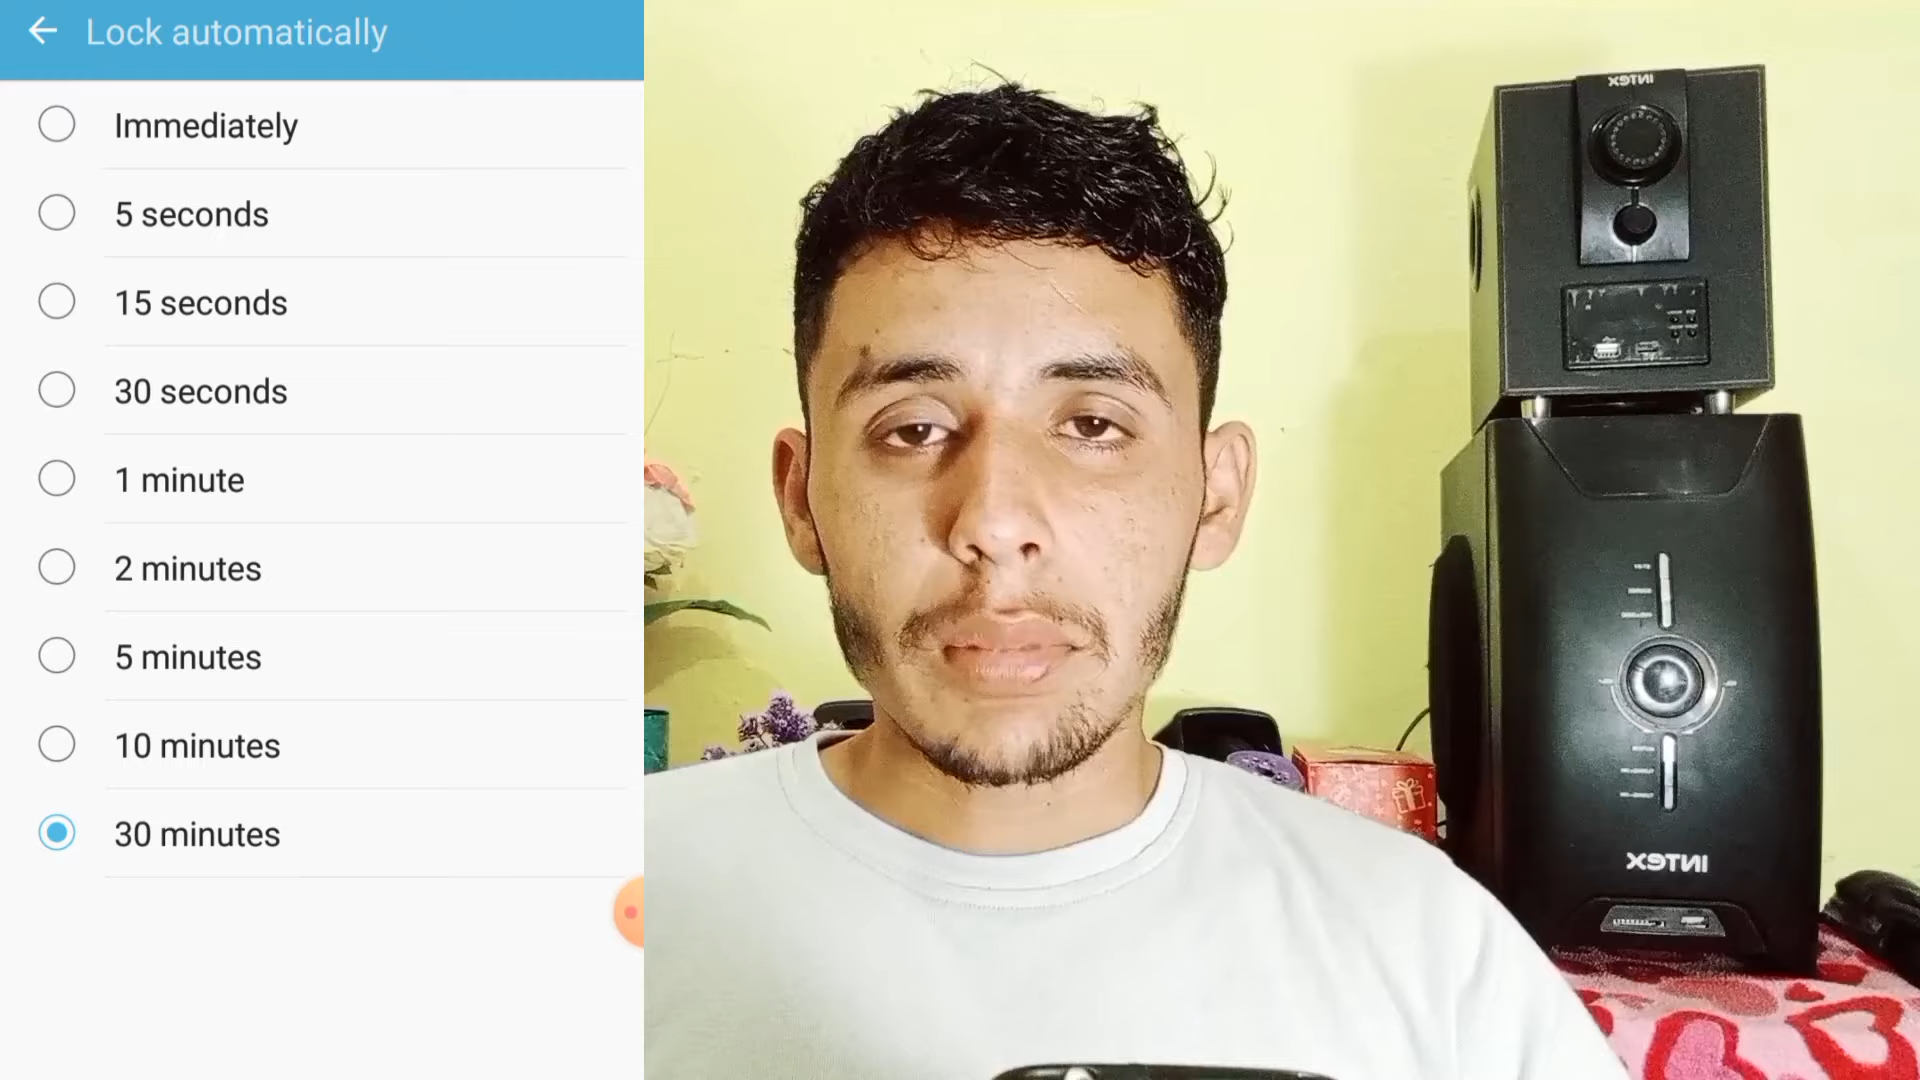 Lock automatically
Immediately
5 seconds
15 seconds
30 seconds
1 minute
2 minutes
5 minutes
10 minutes
30 minutes
INTEX
INTEX